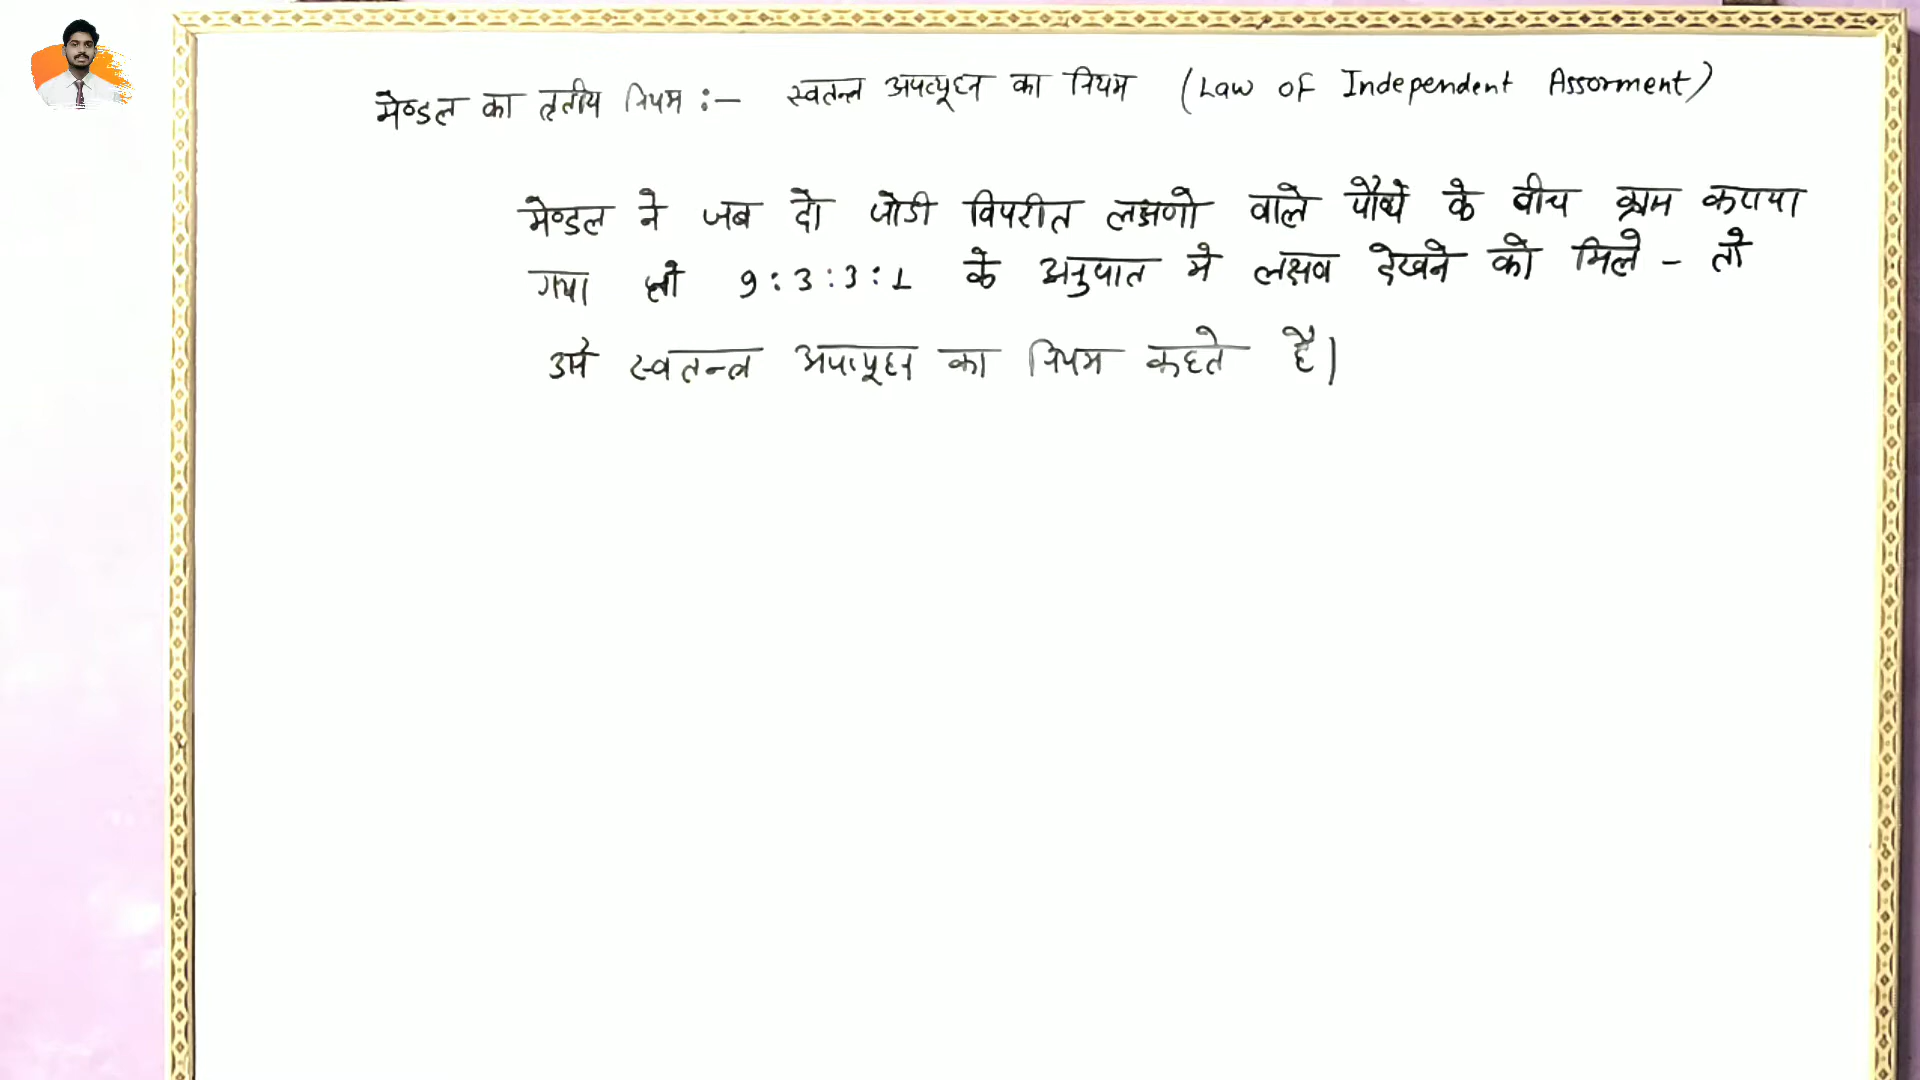 मेण्डल का तृतीय नियम :— स्वतन्त्र अपव्यूहन का नियम (Law of Independent Assorment)
मेण्डल ने जब दो जोडी विपरीत लक्षणो वाले पौधे के बीच क्रास कराया
गया तो 9 : 3 : 3 : 1 के अनुपात मे लक्षण देखने को मिले - तो
उसे स्वतन्त्र अपव्यूहन का नियम कहते है।